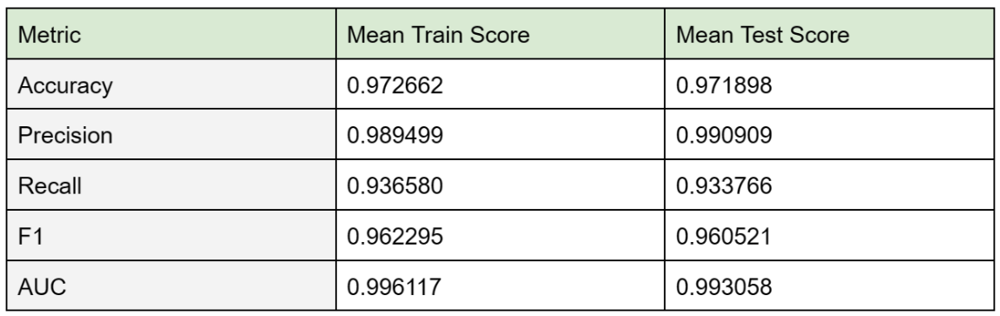 Metric Mean Train Score Mean Test Score
Accuracy 0.972662 0.971898
Precision 0.989499 0.990909
Recall 0.936580 0.933766
F1 0.962295 0.960521
AUC 0.996117 0.993058